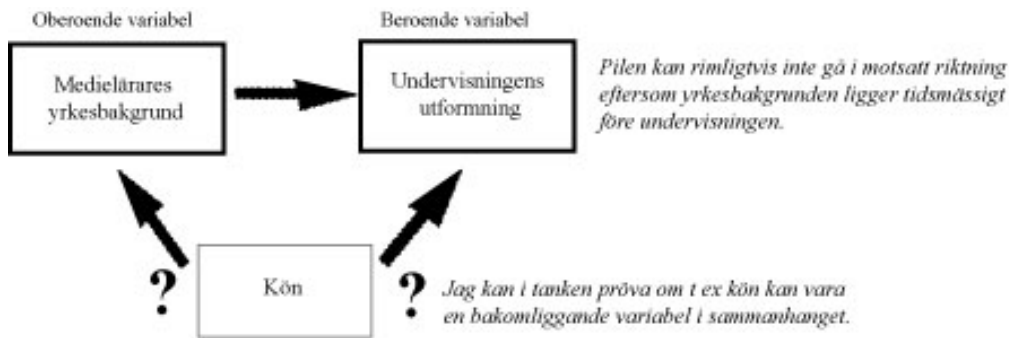 Oberoende variabel
Beroende variabel
Medielärares
yrkesbakgrund
Undervisningens
utformning
Pilen kan rimligtvis inte gå i motsatt riktning
eftersom yrkesbakgrunden ligger tidsmässigt
före undervisningen.
?
Kön
?
Jag kan i tanken pröva om t ex kön kan vara
en bakomliggande variabel i sammanhanget.